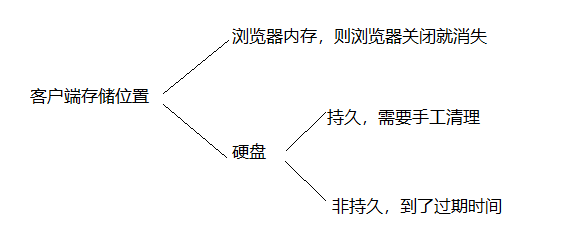 浏览器内存，则浏览器关闭就消失
客户端存储位置
持久，需要手工清理
硬盘
非持久，到了过期时间